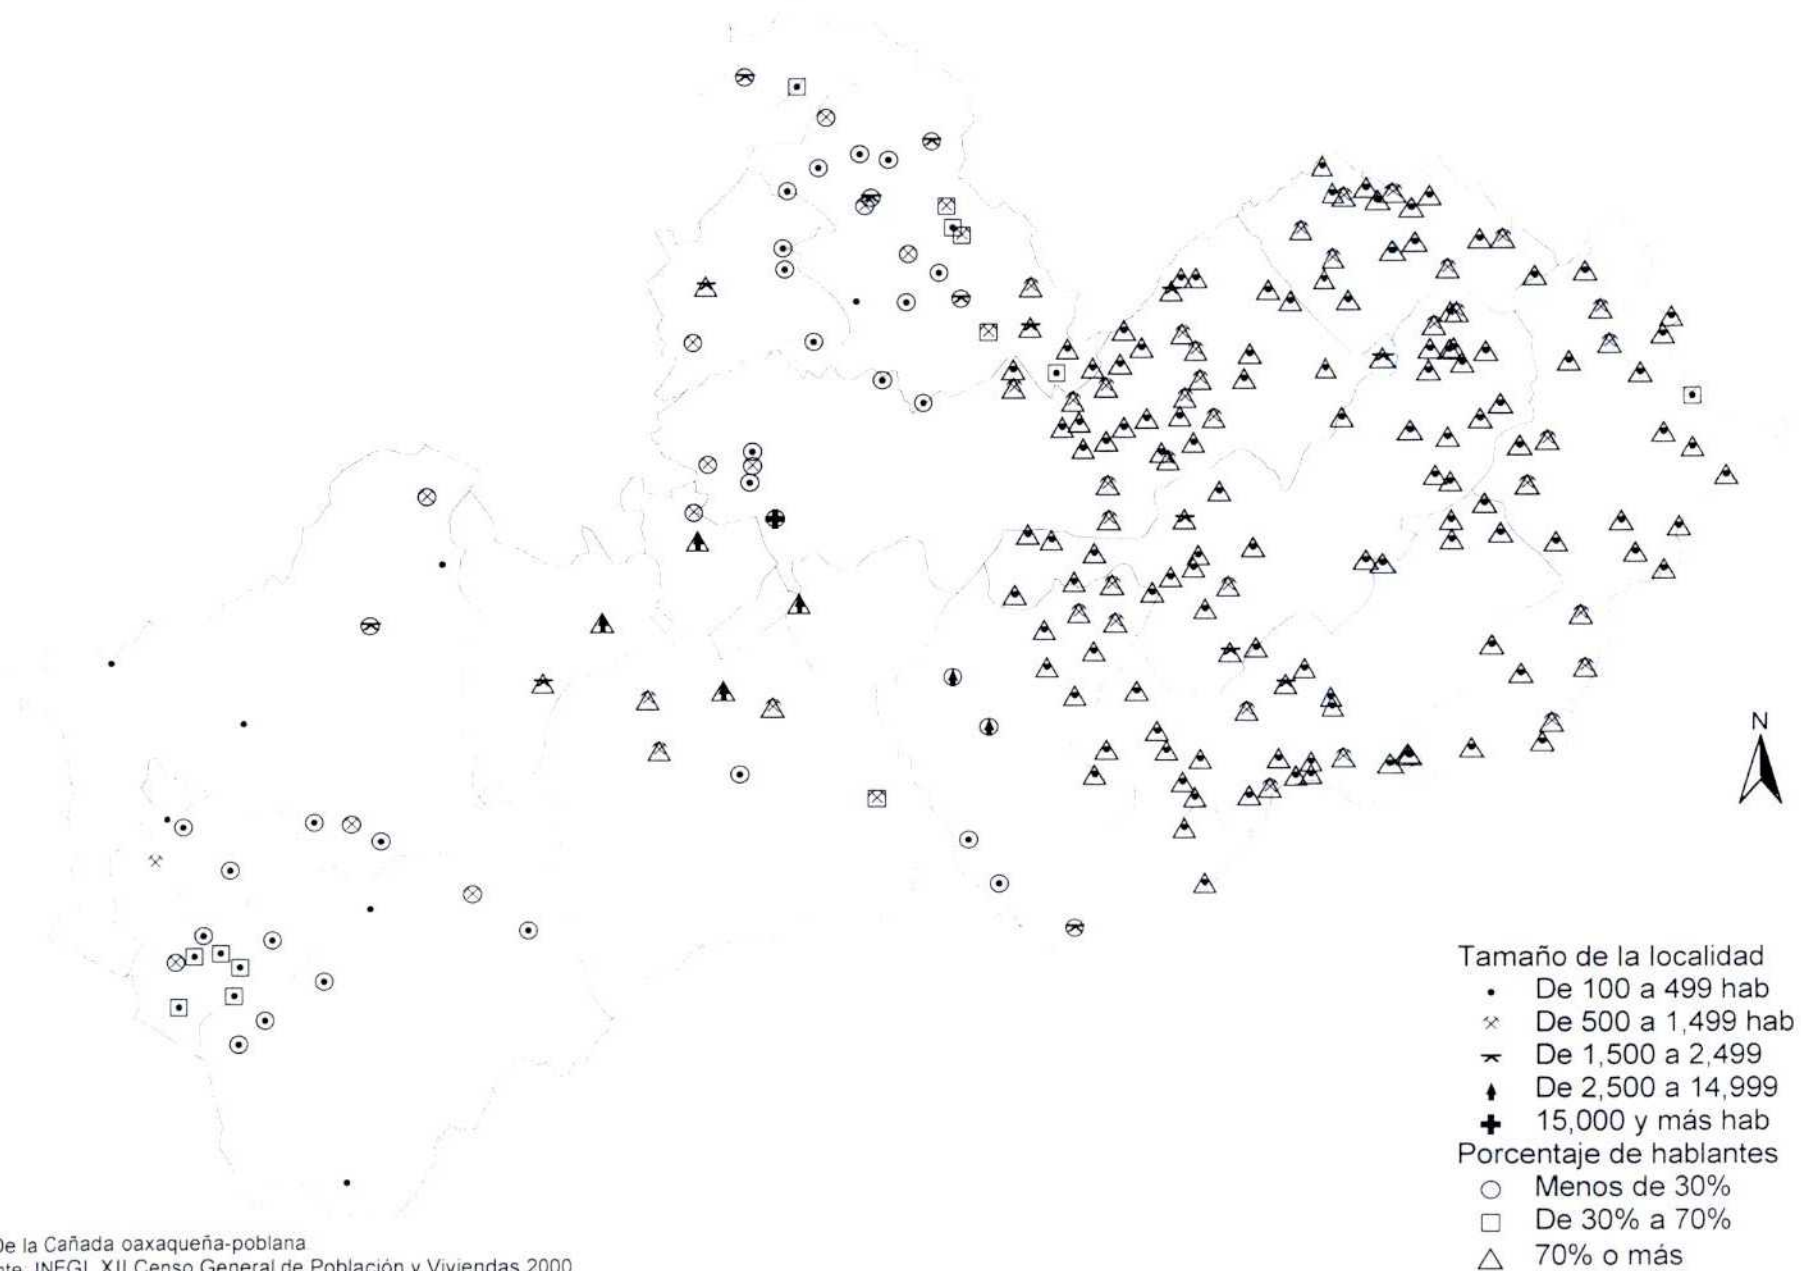 N
Tamaño de la localidad
De 100 a 499 hab
De 500 a 1,499 hab
De 1,500 a 2,499
De 2,500 a 14,999
15,000 y más hab
Porcentaje de hablantes
Menos de 30%
De 30% a 70%
70% o más
De la Cañada oaxaqueña-poblana
INEGI, XII Censo General de Población y Viviendas 2000